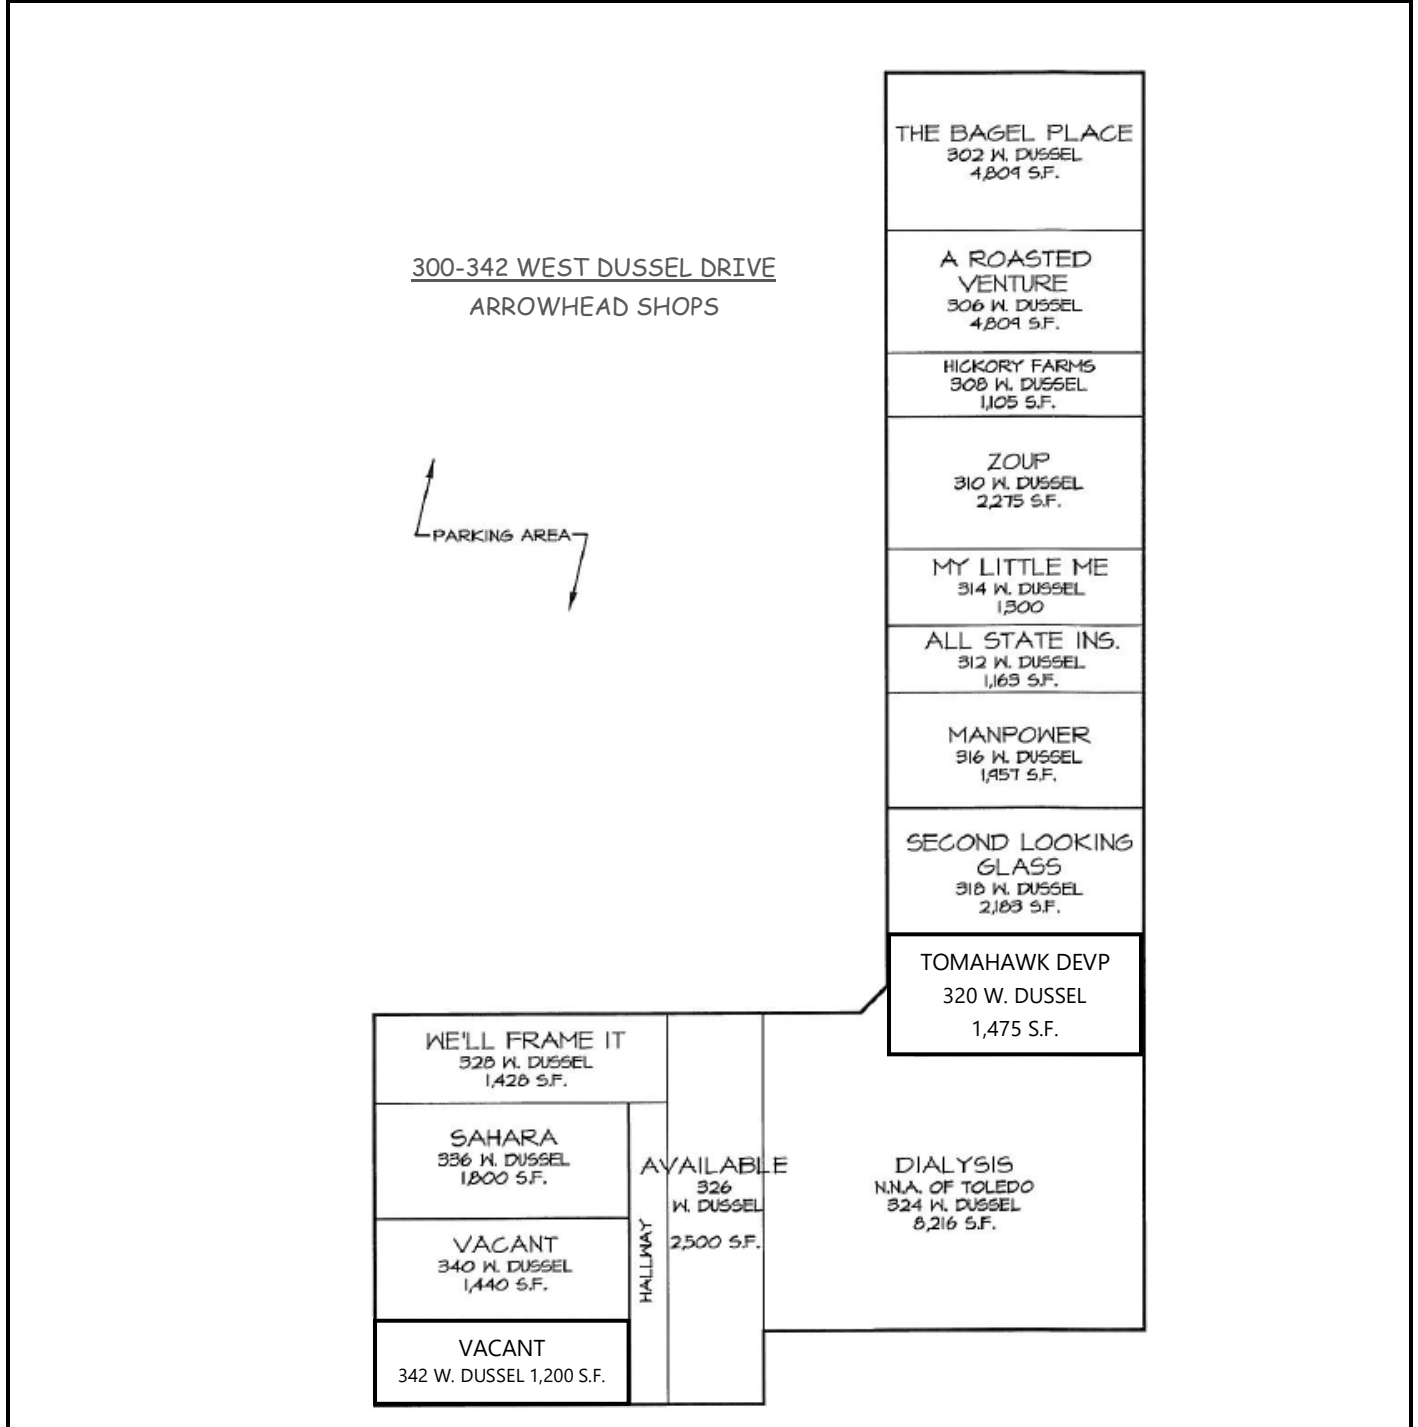 THE BAGEL PLACE
302 W. DUSSEL
4,809 S.F.
300-342 WEST DUSSEL DRIVE
ARROWHEAD SHOPS
A ROASTED
VENTURE
306 W. DUSSEL
4,809 S.F.
HICKORY FARMS
308 W. DUSSEL
1,105 S.F.
ZOUP
310 W. DUSSEL
2,275 S.F.
PARKING AREA
MY LITTLE ME
314 W. DUSSEL
1,300
ALL STATE INS.
312 W. DUSSEL
1,163 S.F.
MANPOWER
316 W. DUSSEL
1,957 S.F.
SECOND LOOKING
GLASS
318 W. DUSSEL
2,183 S.F.
TOMAHAWK DEVP
320 W. DUSSEL
1,475 S.F.
WE'LL FRAME IT
328 W. DUSSEL
1,428 S.F.
SAHARA
336 W. DUSSEL
1,800 S.F.
VACANT
340 W. DUSSEL
1,440 S.F.
VACANT
342 W. DUSSEL 1,200 S.F.
HALLWAY
AVAILABLE
326
W. DUSSEL
2,500 S.F.
DIALYSIS
N.N.A. OF TOLEDO
324 W. DUSSEL
8,216 S.F.